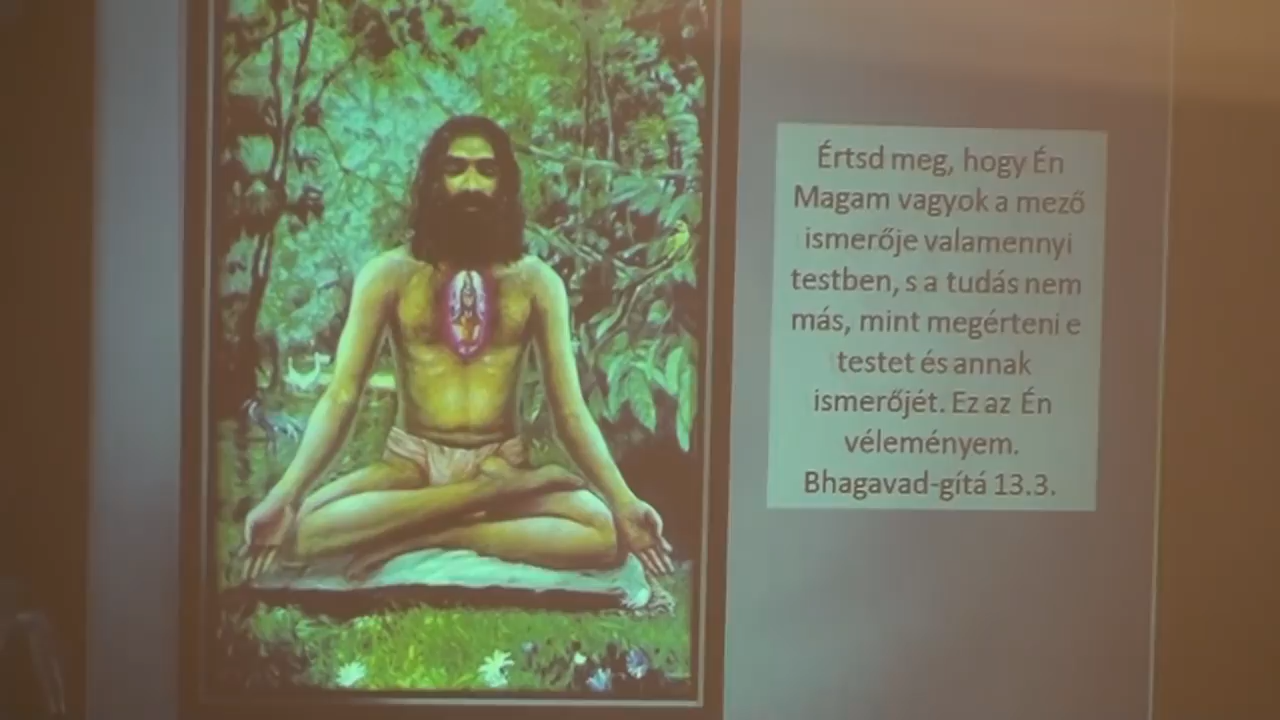 Értsd meg, hogy Én
Magam vagyok a mező
ismerője valamennyi
testben, s a tudás nem
más, mint megérteni e
testet és annak
ismerőjét. Ez az Én
véleményem.
Bhagavad-gítá 13.3.